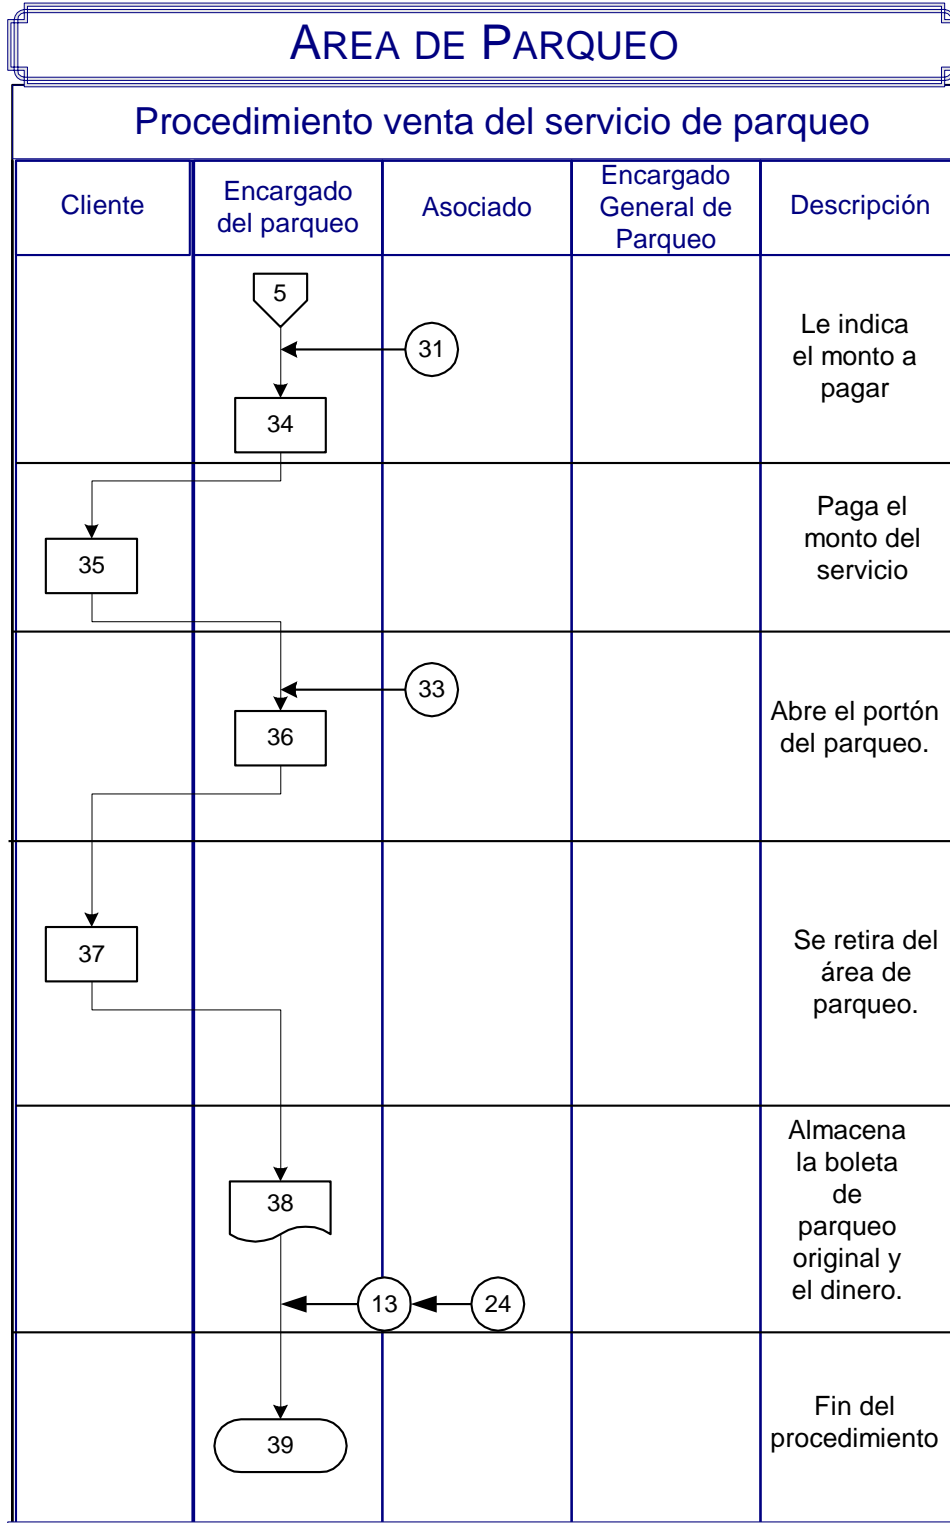 AREA DE PARQUEO
Procedimiento venta del servicio de parqueo
Cliente
Encargado
del parqueo
Asociado
Encargado
General de
Parqueo
Descripción
5
31
34
Le indica
el monto a
pagar
35
Paga el
monto del
servicio
33
36
Abre el portón
del parqueo.
37
Se retira del
área de
parqueo.
38
13
24
Almacena
la boleta
de
parqueo
original y
el dinero.
39
Fin del
procedimiento